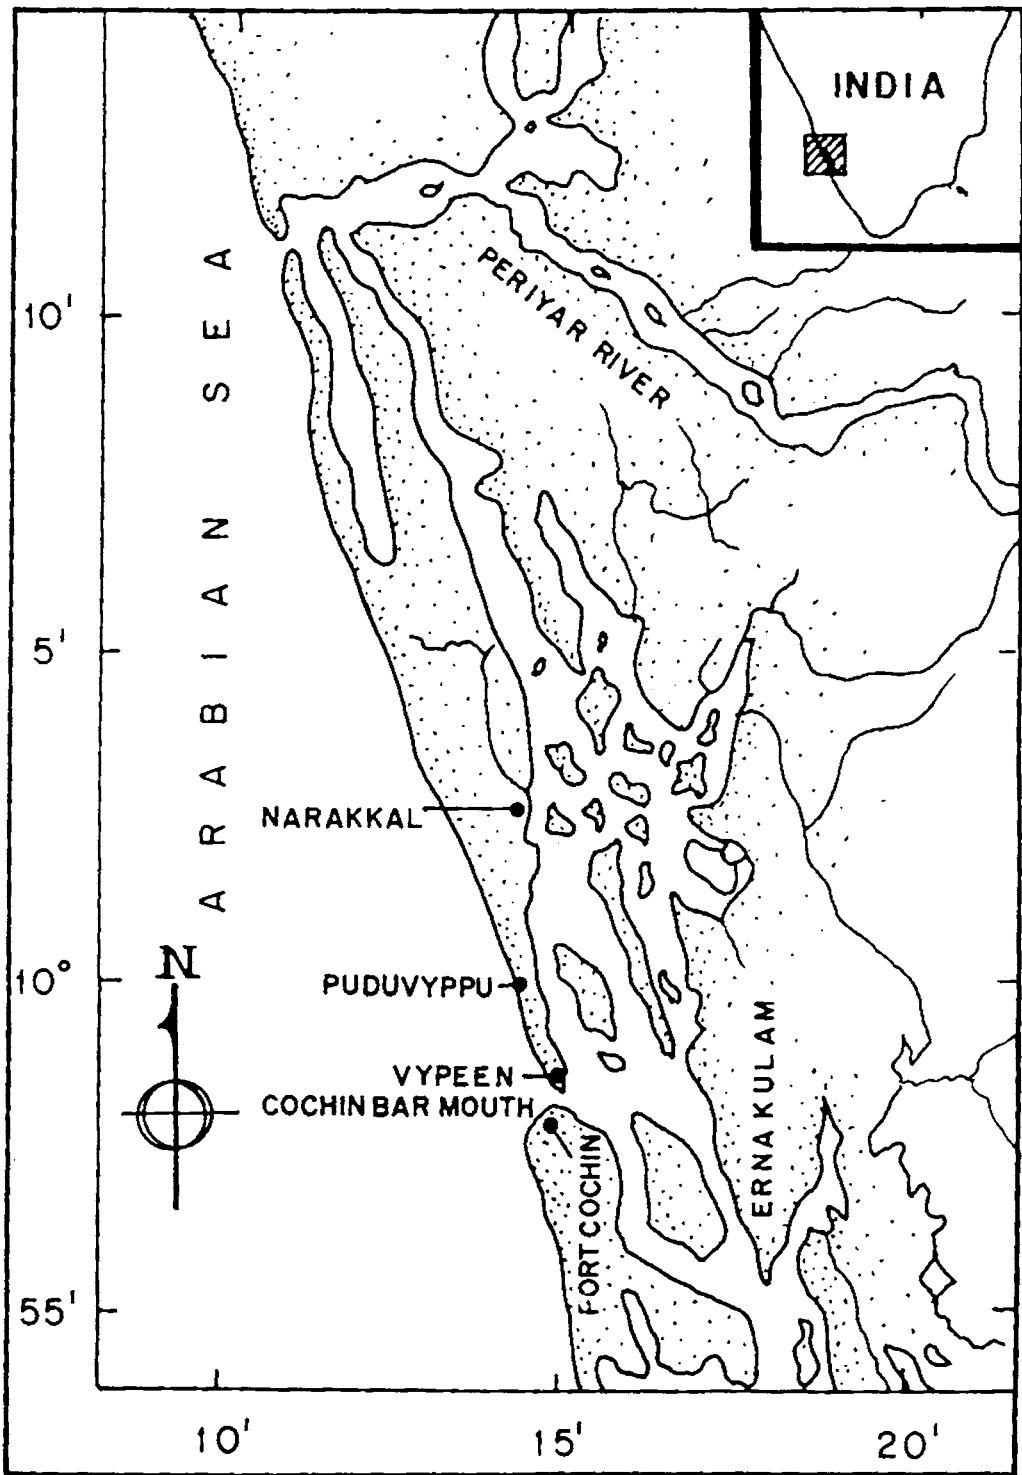 INDIA
PERIYAR RIVER
ARABIAN SEA
10'
5'
NARAKKAL
N
10°
PUDUVYPPU
VYPEEN
COCHIN BAR MOUTH
ERNAKULAM
FORT COCHIN
55'
10'
15'
20'